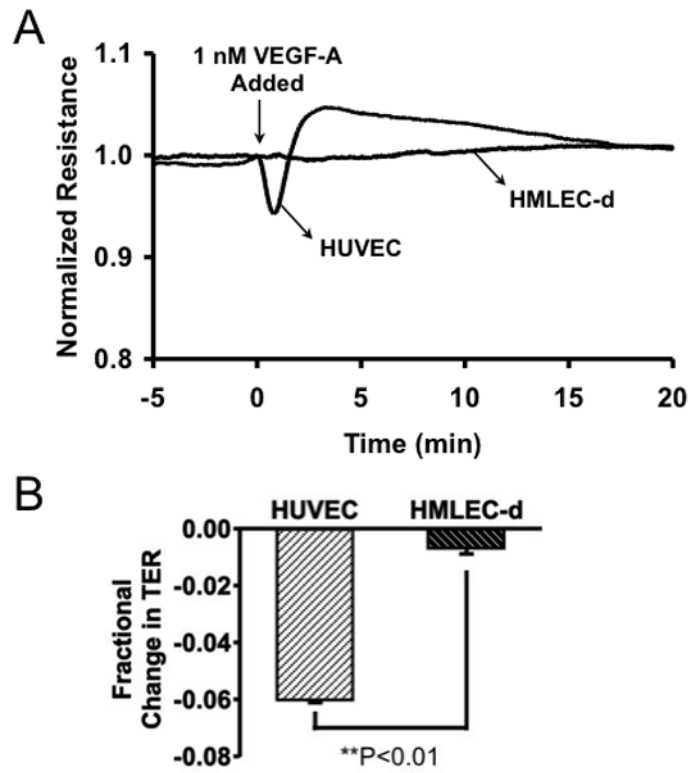 A
1 nM VEGF-A
Added
Normalized Resistance
1.1
1.0
0.9
0.8
HMLEC-d
HUVEC
-5 0 5 10 15 20
Time (min)
B
HUVEC HMLEC-d
Fractional
Change in TER
0.00
-0.02
-0.04
-0.06
-0.08
**P<0.01